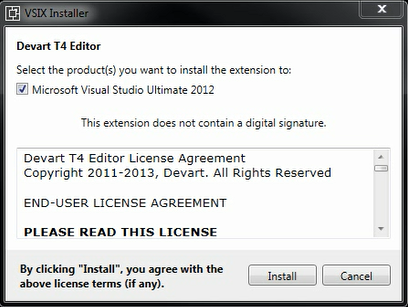 VSIX Installer
Devart T4 Editor
Select the product(s) you want to install the extension to:
Microsoft Visual Studio Ultimate 2012
This extension does not contain a digital signature.
Devart T4 Editor License Agreement
Copyright 2011-2013, Devart. All Rights Reserved
END-USER LICENSE AGREEMENT
PLEASE READ THIS LICENSE
By clicking "Install", you agree with the
above license terms (if any).
Install
Cancel